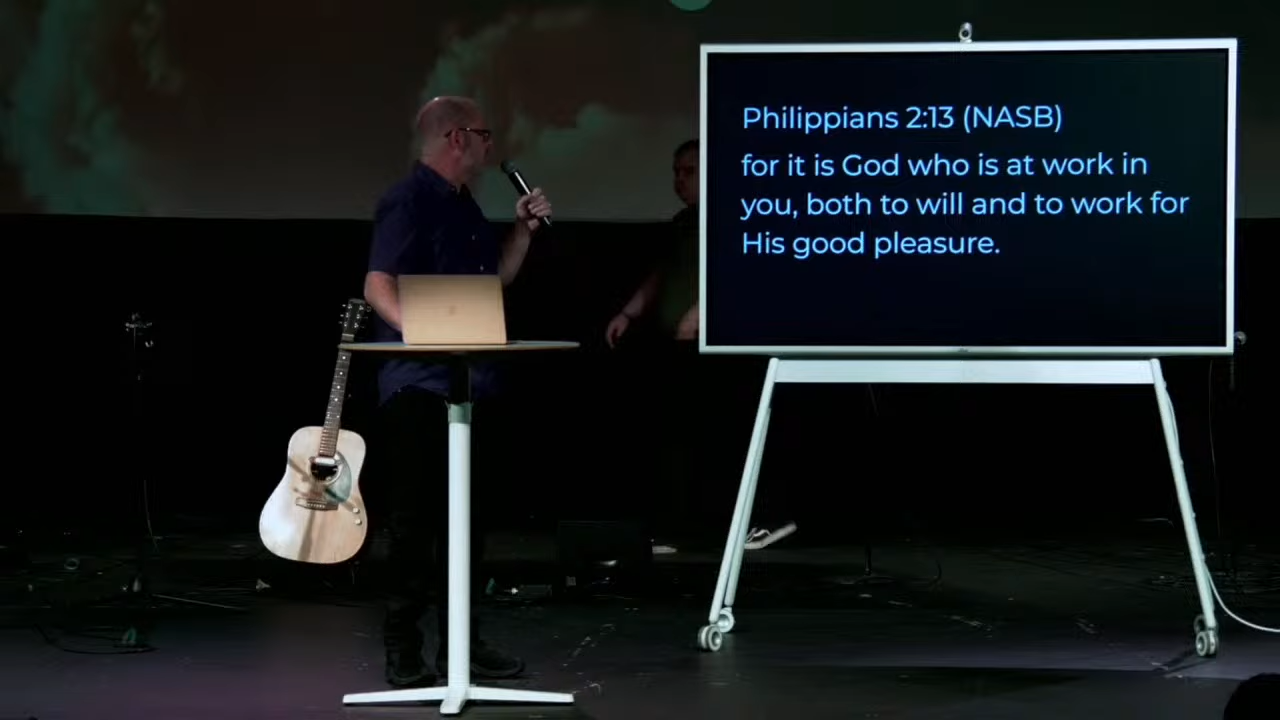 Philippians 2:13 (NASB)
for it is God who is at work in
you, both to will and to work for
His good pleasure.